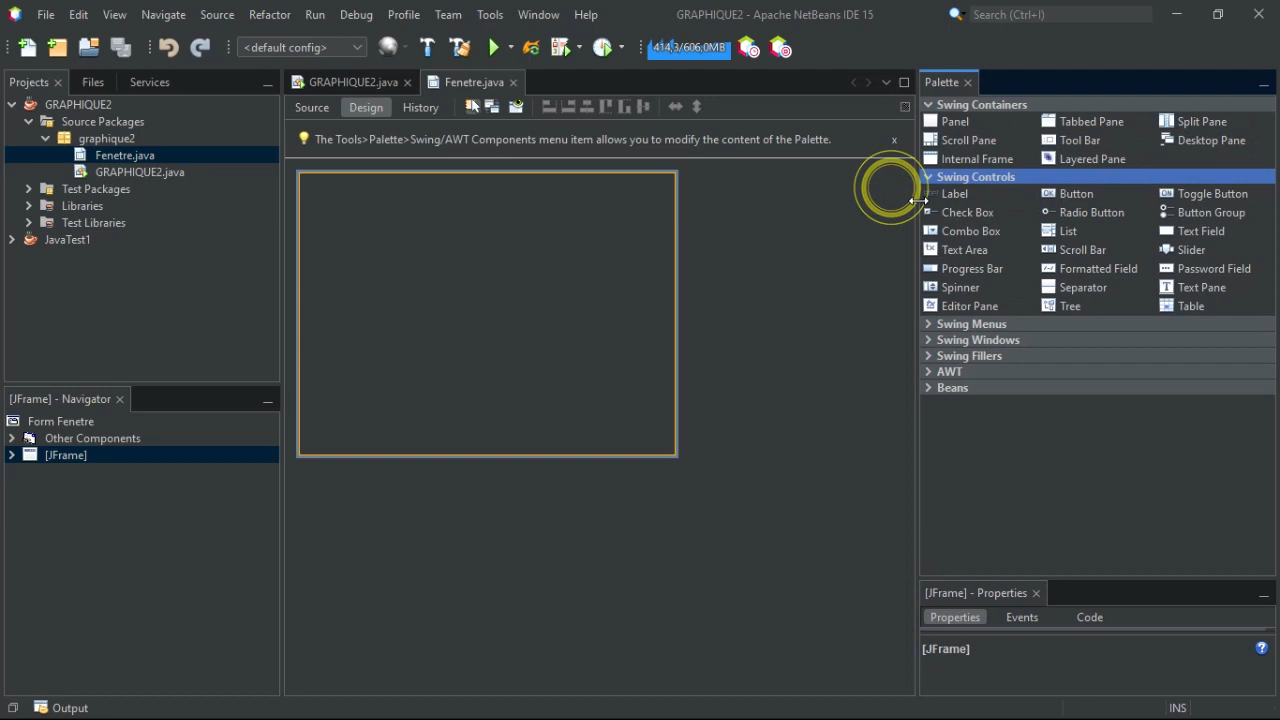 File Edit View Navigate Source Refactor Run Debug Profile Team Tools Window Help GRAPHIQUE2 - Apache NetBeans IDE 15 Search (Ctrl+I)
<default config> 414,3/606,0MB
Projects Files Services
GRAPHIQUE2
Source Packages
graphique2
Fenetre.java
GRAPHIQUE2.java
Test Packages
Libraries
Test Libraries
JavaTest1
[JFrame] - Navigator
Form Fenetre
Other Components
[JFrame]
GRAPHIQUE2.java Fenetre.java
Source Design History
The Tools>Palette>Swing/AWT Components menu item allows you to modify the content of the Palette. x
Palette
Swing Containers
Panel Tabbed Pane Split Pane
Scroll Pane Tool Bar Desktop Pane
Internal Frame Layered Pane
Swing Controls
Label Button Toggle Button
Check Box Radio Button Button Group
Combo Box List Text Field
Text Area Scroll Bar Slider
Progress Bar Formatted Field Password Field
Spinner Separator Text Pane
Editor Pane Tree Table
Swing Menus
Swing Windows
Swing Fillers
AWT
Beans
[JFrame] - Properties
Properties Events Code
[JFrame]
Output INS